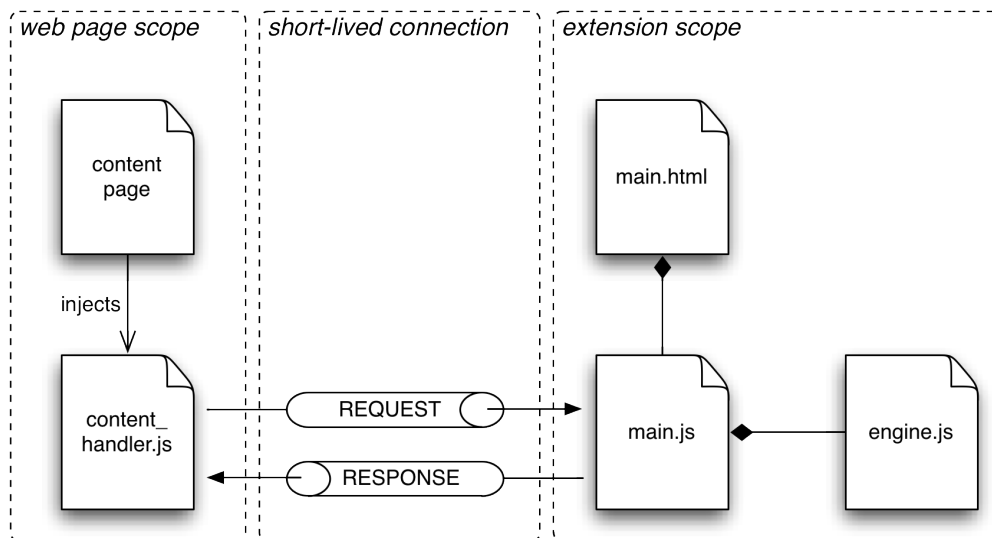 web page scope
short-lived connection
extension scope
content
page
main.html
injects
content_
handler.js
REQUEST
RESPONSE
main.js
engine.js